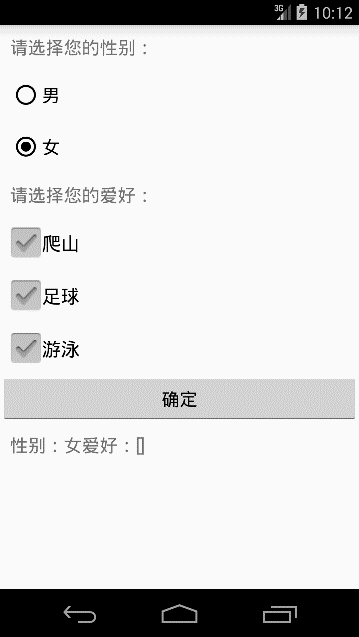 3G 10:12
请选择您的性别：
男
女
请选择您的爱好：
爬山
足球
游泳
确定
性别：女爱好：[]